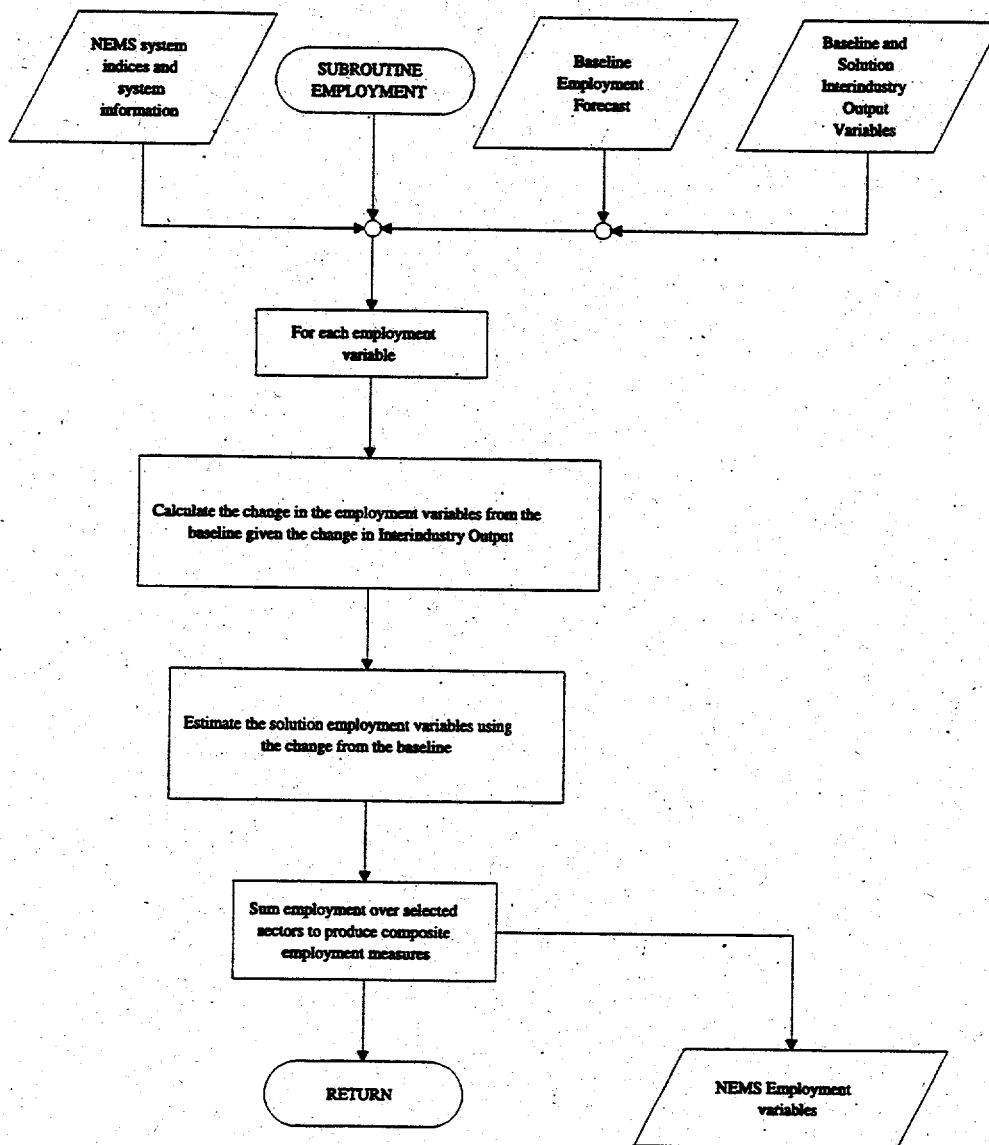 NEMS system
indices and
system
information
SUBROUTINE
EMPLOYMENT
Baseline
Employment
Forecast
Baseline and
Solution
Interindustry
Output
Variables
For each employment
variable
Calculate the change in the employment variables from the
baseline given the change in Interindustry Output
Estimate the solution employment variables using
the change from the baseline
Sum employment over selected
sectors to produce composite
employment measures
RETURN
NEMS Employment
variables